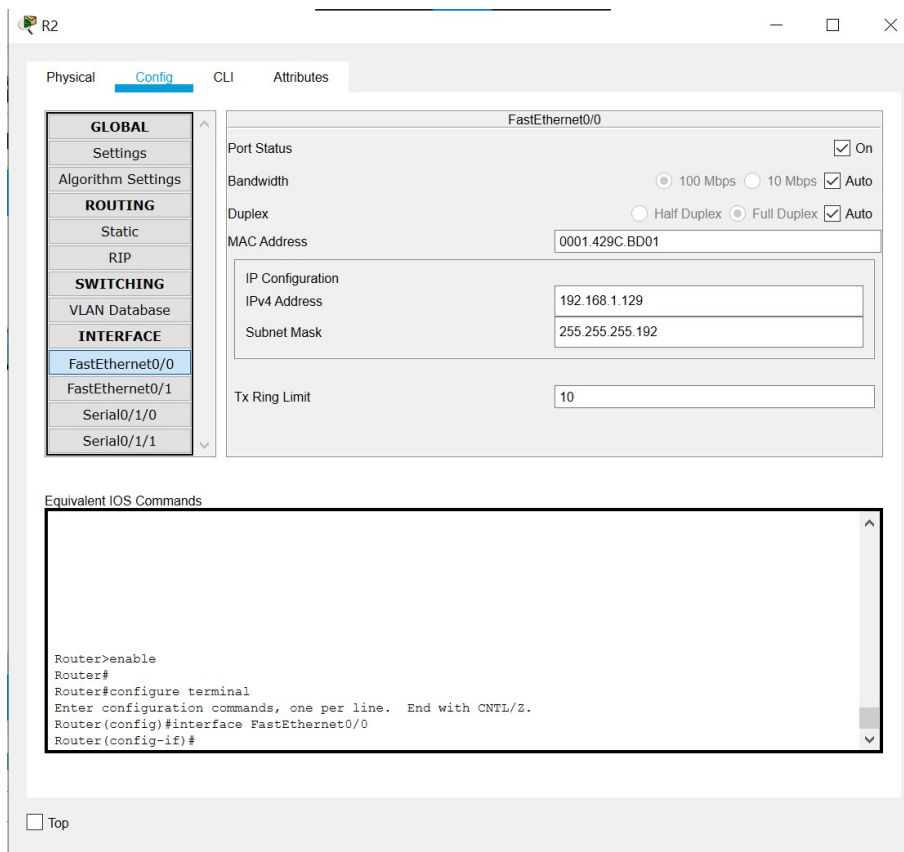 R2
Physical Config CLI Attributes
GLOBAL
Settings
Algorithm Settings
ROUTING
Static
RIP
SWITCHING
VLAN Database
INTERFACE
FastEthernet0/0
FastEthernet0/1
Serial0/1/0
Serial0/1/1
FastEthernet0/0
Port Status On
Bandwidth 100 Mbps 10 Mbps Auto
Duplex Half Duplex Full Duplex Auto
MAC Address 0001.429C.BD01
IP Configuration
IPv4 Address 192.168.1.129
Subnet Mask 255.255.255.192
Tx Ring Limit 10
Equivalent IOS Commands
Router>enable
Router#
Router#configure terminal
Enter configuration commands, one per line. End with CNTL/Z.
Router(config)#interface FastEthernet0/0
Router(config-if)#
Top